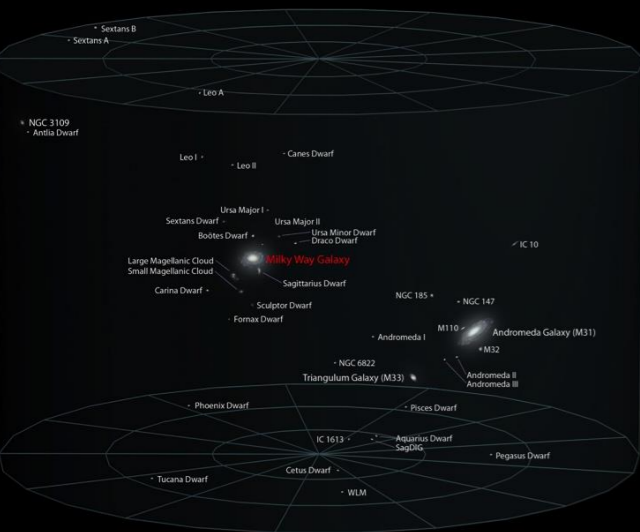 Sextans B
Sextans A
Leo A
NGC 3109
Antlia Dwarf
Leo I
Canes Dwarf
Leo II
Ursa Major I
Sextans Dwarf
Ursa Major II
Boötes Dwarf
Ursa Minor Dwarf
Draco Dwarf
IC 10
Milky Way Galaxy
Large Magellanic Cloud
Small Magellanic Cloud
Sagittarius Dwarf
Carina Dwarf
NGC 185
NGC 147
Sculptor Dwarf
Fornax Dwarf
M110
Andromeda Galaxy (M31)
Andromeda I
M32
NGC 6822
Triangulum Galaxy (M33)
Andromeda II
Andromeda III
Phoenix Dwarf
Pisces Dwarf
IC 1613
Aquarius Dwarf
SagDIG
Pegasus Dwarf
Cetus Dwarf
Tucana Dwarf
WLM